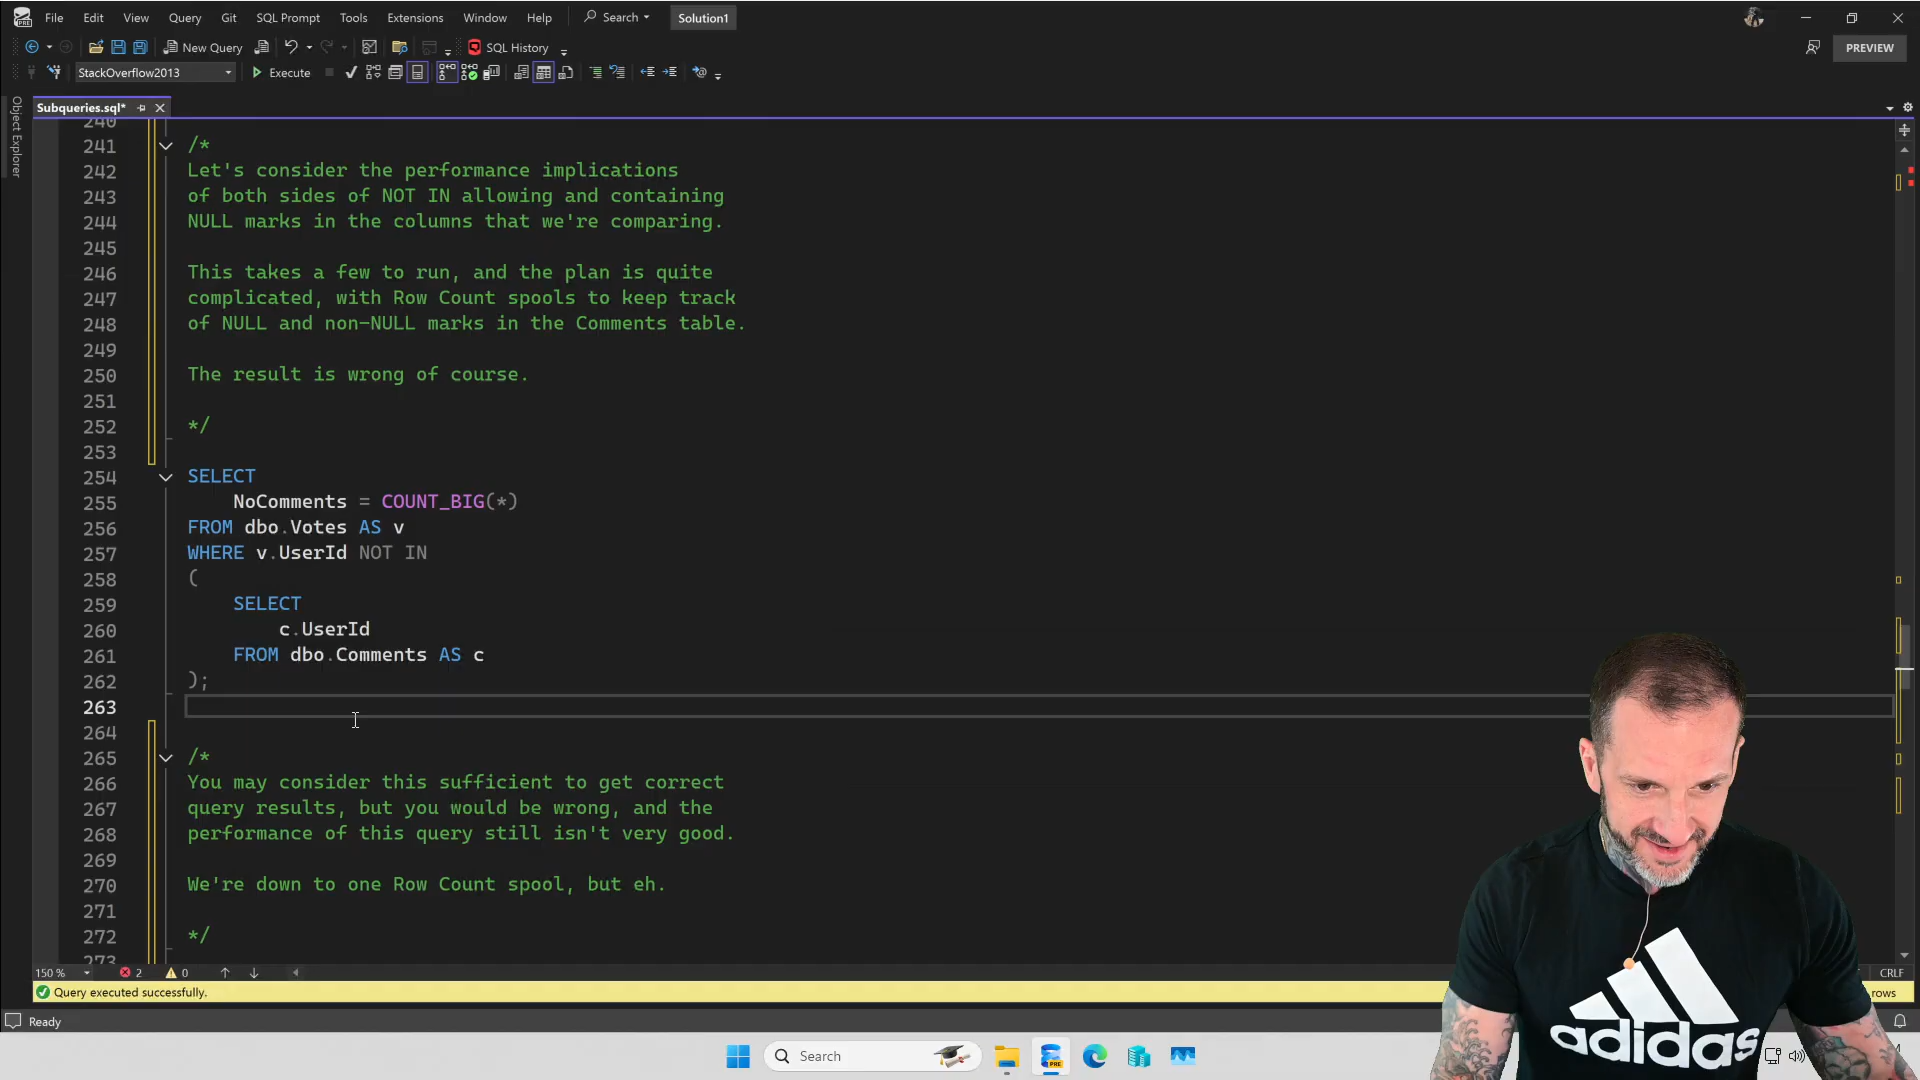 File Edit View Query Git SQL Prompt Tools Extensions Window Help Search Solution1
New Query SQL History PREVIEW
StackOverflow2013 Execute
Object Explorer
Subqueries.sql*
240
241 /*
242 Let's consider the performance implications
243 of both sides of NOT IN allowing and containing
244 NULL marks in the columns that we're comparing.
245
246 This takes a few to run, and the plan is quite
247 complicated, with Row Count spools to keep track
248 of NULL and non-NULL marks in the Comments table.
249
250 The result is wrong of course.
251
252 */
253
254 SELECT
255 NoComments = COUNT_BIG(*)
256 FROM dbo.Votes AS v
257 WHERE v.UserId NOT IN
258 (
259 SELECT
260 c.UserId
261 FROM dbo.Comments AS c
262 );
263
264
265 /*
266 You may consider this sufficient to get correct
267 query results, but you would be wrong, and the
268 performance of this query still isn't very good.
269
270 We're down to one Row Count spool, but eh.
271
272 */
273
150 % 2 0 CRLF
Query executed successfully. rows
Ready
Search PRE
adidas